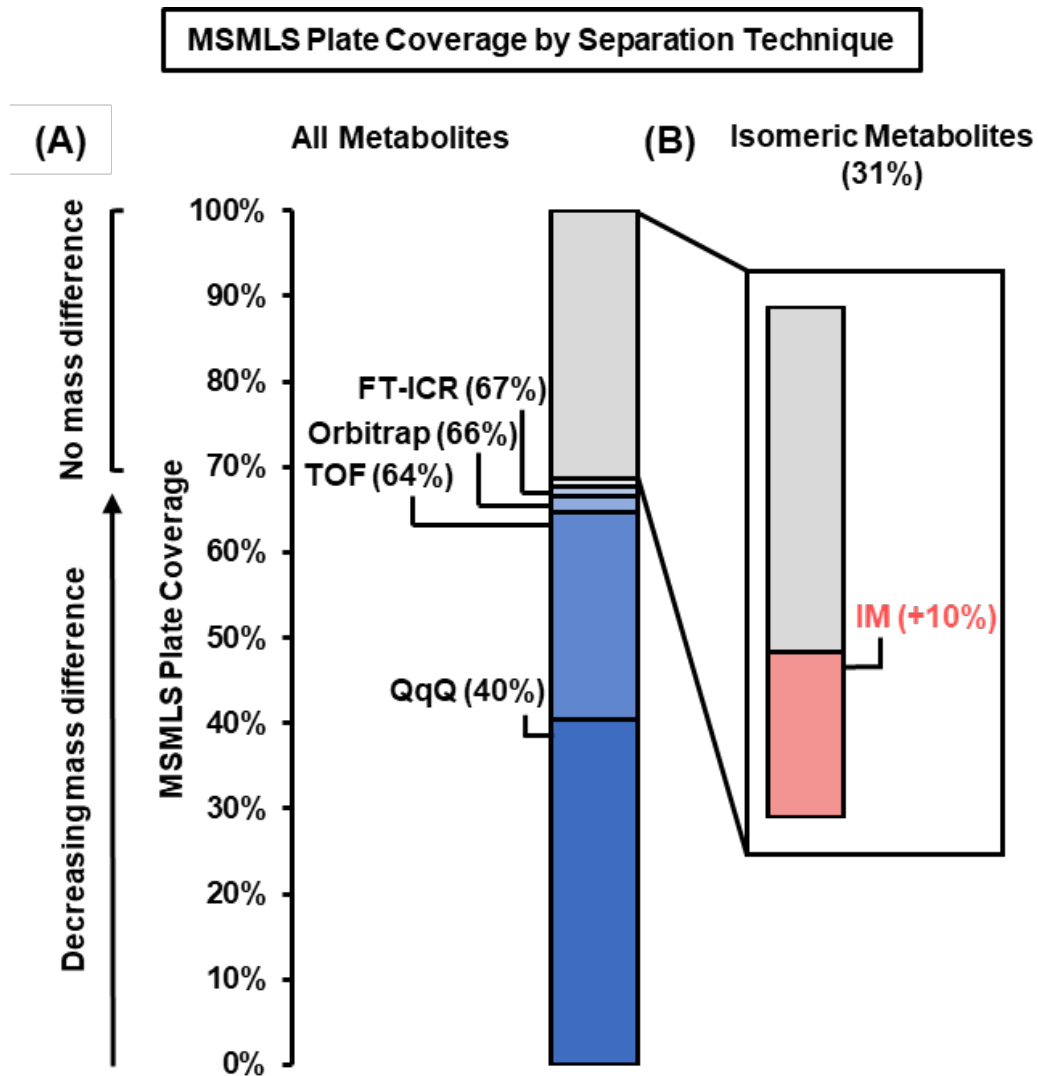 MSMLS Plate Coverage by Separation Technique
(A)
All Metabolites
(B)
Isomeric Metabolites
(31%)
No mass difference
Decreasing mass difference
MSMLS Plate Coverage
100%
90%
80%
70%
60%
50%
40%
30%
20%
10%
0%
FT-ICR (67%)
Orbitrap (66%)
TOF (64%)
QqQ (40%)
IM (+10%)